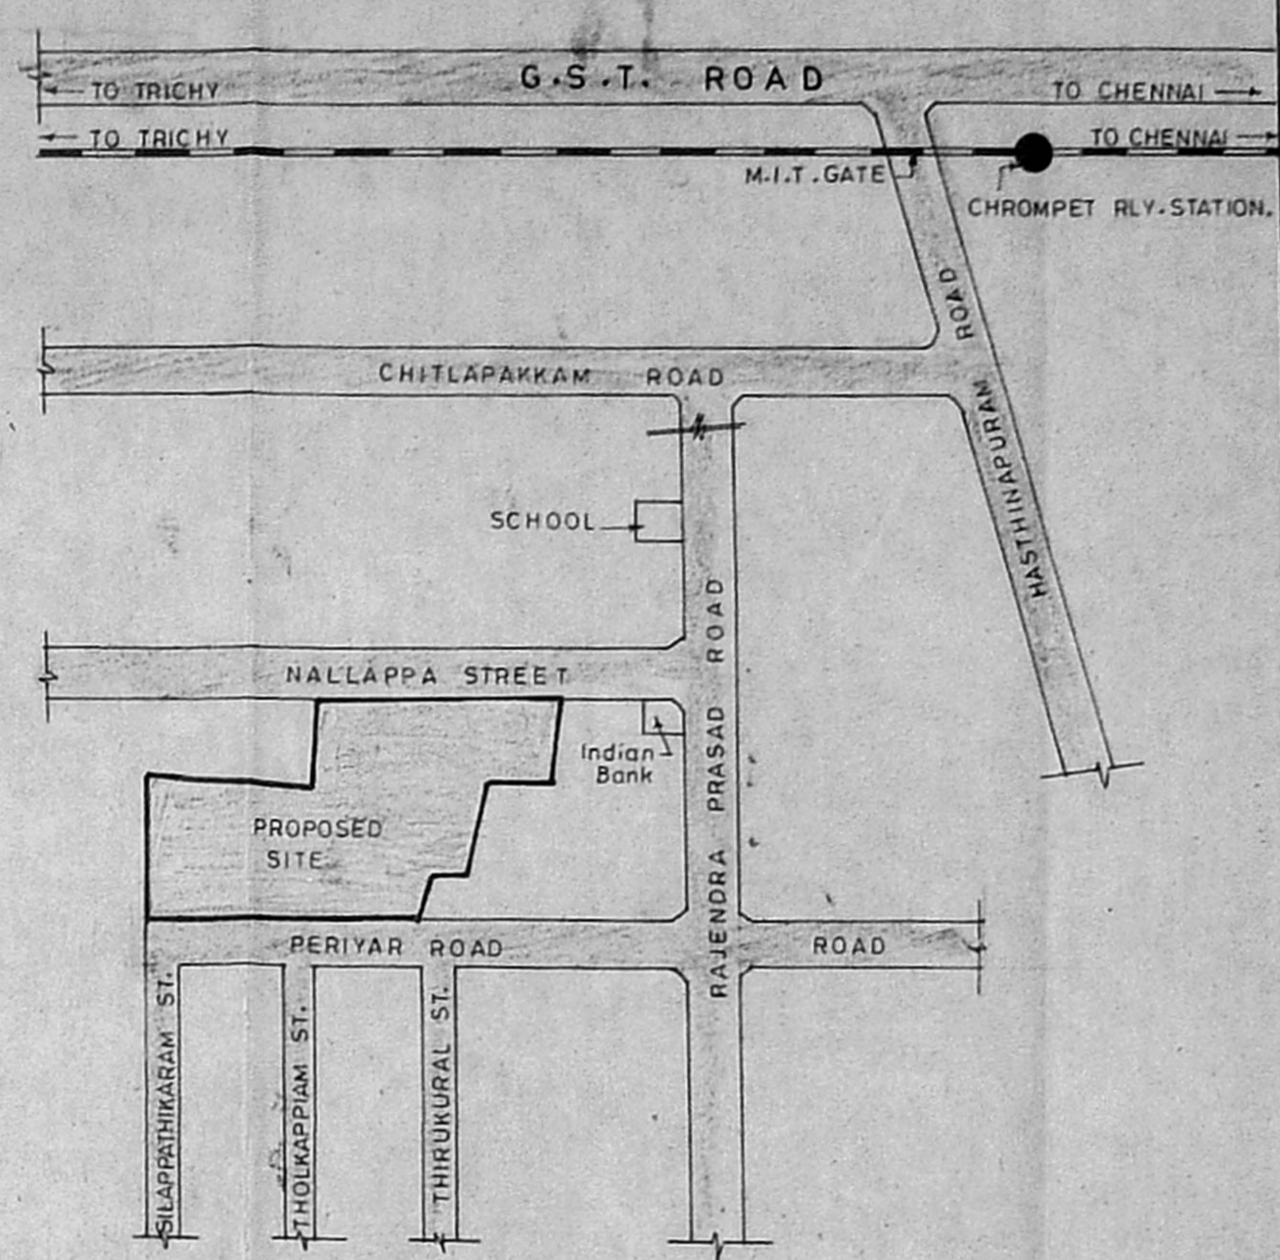 G.S.T. ROAD
TO TRICHY
TO CHENNAI
TO TRICHY
TO CHENNAI
M.I.T. GATE
CHROMPET RLY. STATION.
HASTHINAPURAM ROAD
CHITLAPAKKAM ROAD
SCHOOL
RAJENDRA PRASAD ROAD
NALLAPPA STREET
Indian
Bank
PROPOSED
SITE
PERIYAR ROAD
ROAD
SILAPPATHIKARAM ST.
THOLKAPPIAM ST.
THIRUKURAL ST.